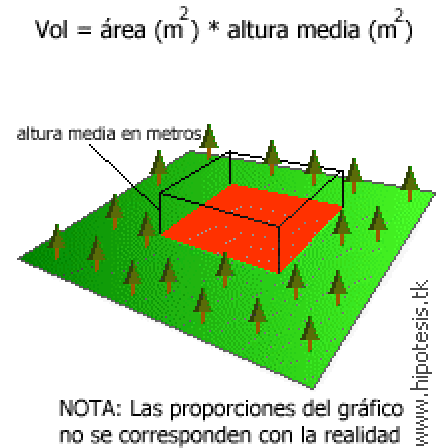 Vol = área (m²) * altura media (m²)
altura media en metros
www.hipotesis.tk
NOTA: Las proporciones del gráfico
no se corresponden con la realidad